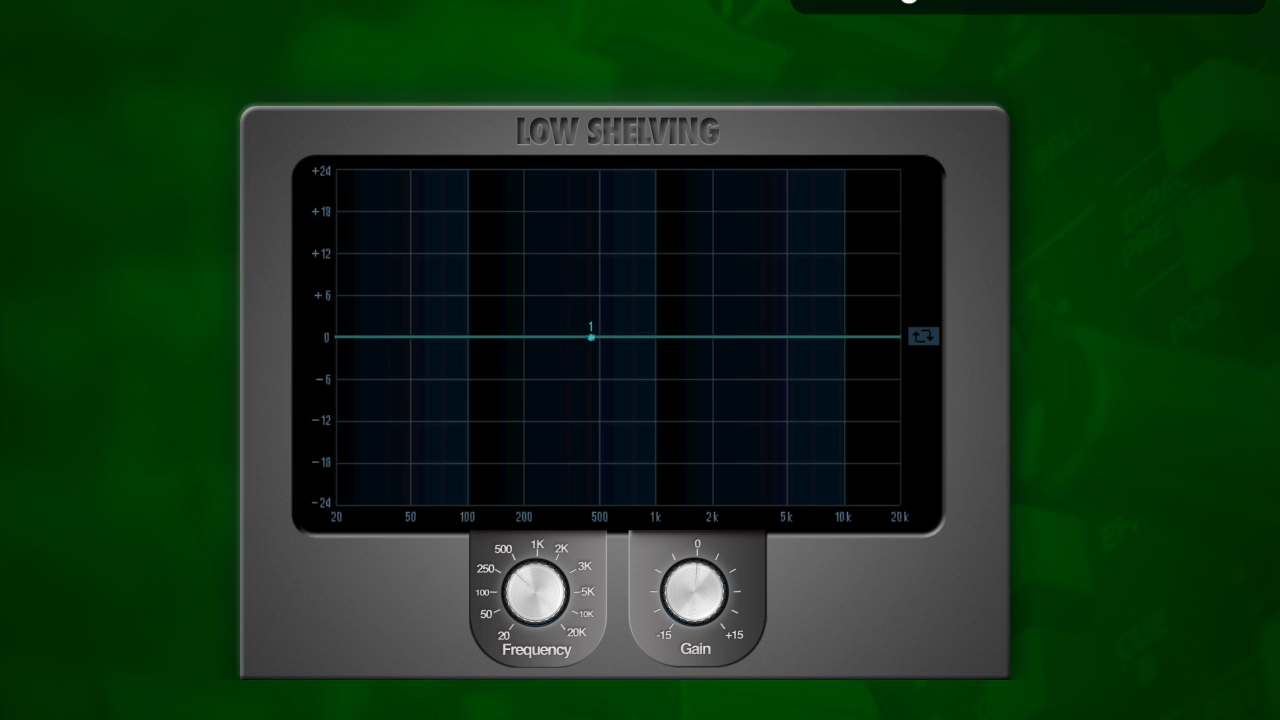 LOW SHELVING
+24
+18
+12
+6
0
-6
-12
-18
-24
1
20 50 100 200 500 1k 2k 5k 10k 20k
20 50 100 250 500 1K 2K 3K 5K 10K 20K
Frequency
-15 0 +15
Gain